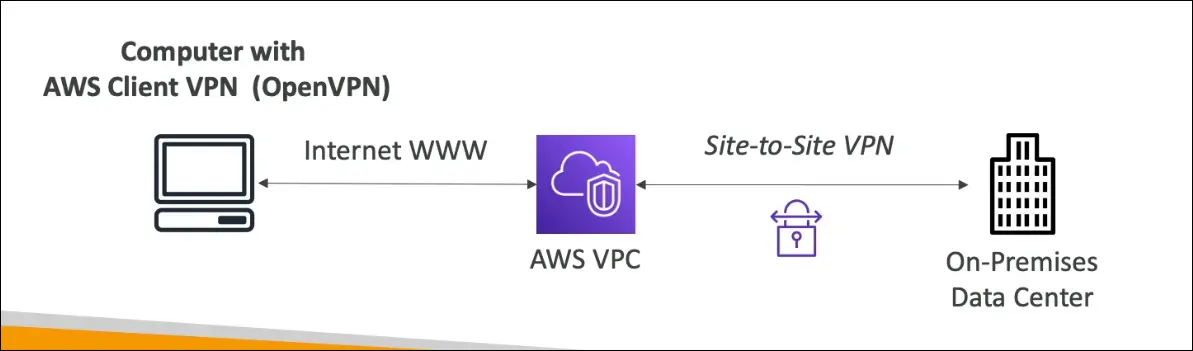 Computer with
AWS Client VPN (OpenVPN)
Internet WWW
Site-to-Site VPN
AWS VPC
On-Premises
Data Center